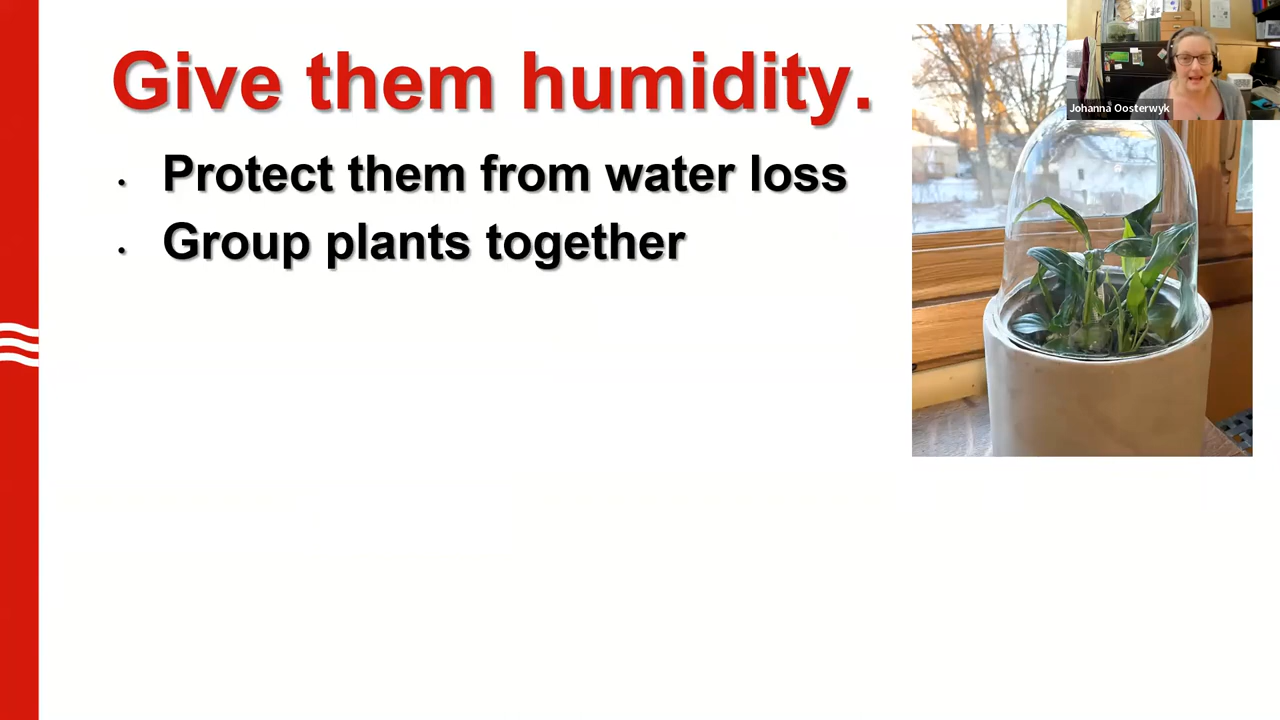 Give them humidity.
Johanna Oosterwyk
• Protect them from water loss
• Group plants together